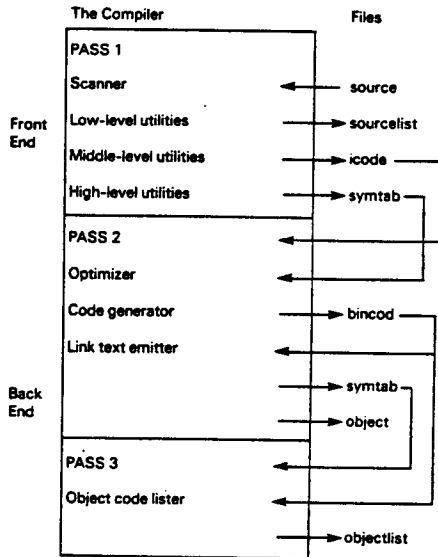 The Compiler Files
PASS 1
Scanner source
Low-level utilities sourcelist
Front
End
Middle-level utilities icode
High-level utilities symtab
PASS 2
Optimizer
Code generator bincod
Link text emitter
symtab
Back
End
object
PASS 3
Object code lister
objectlist